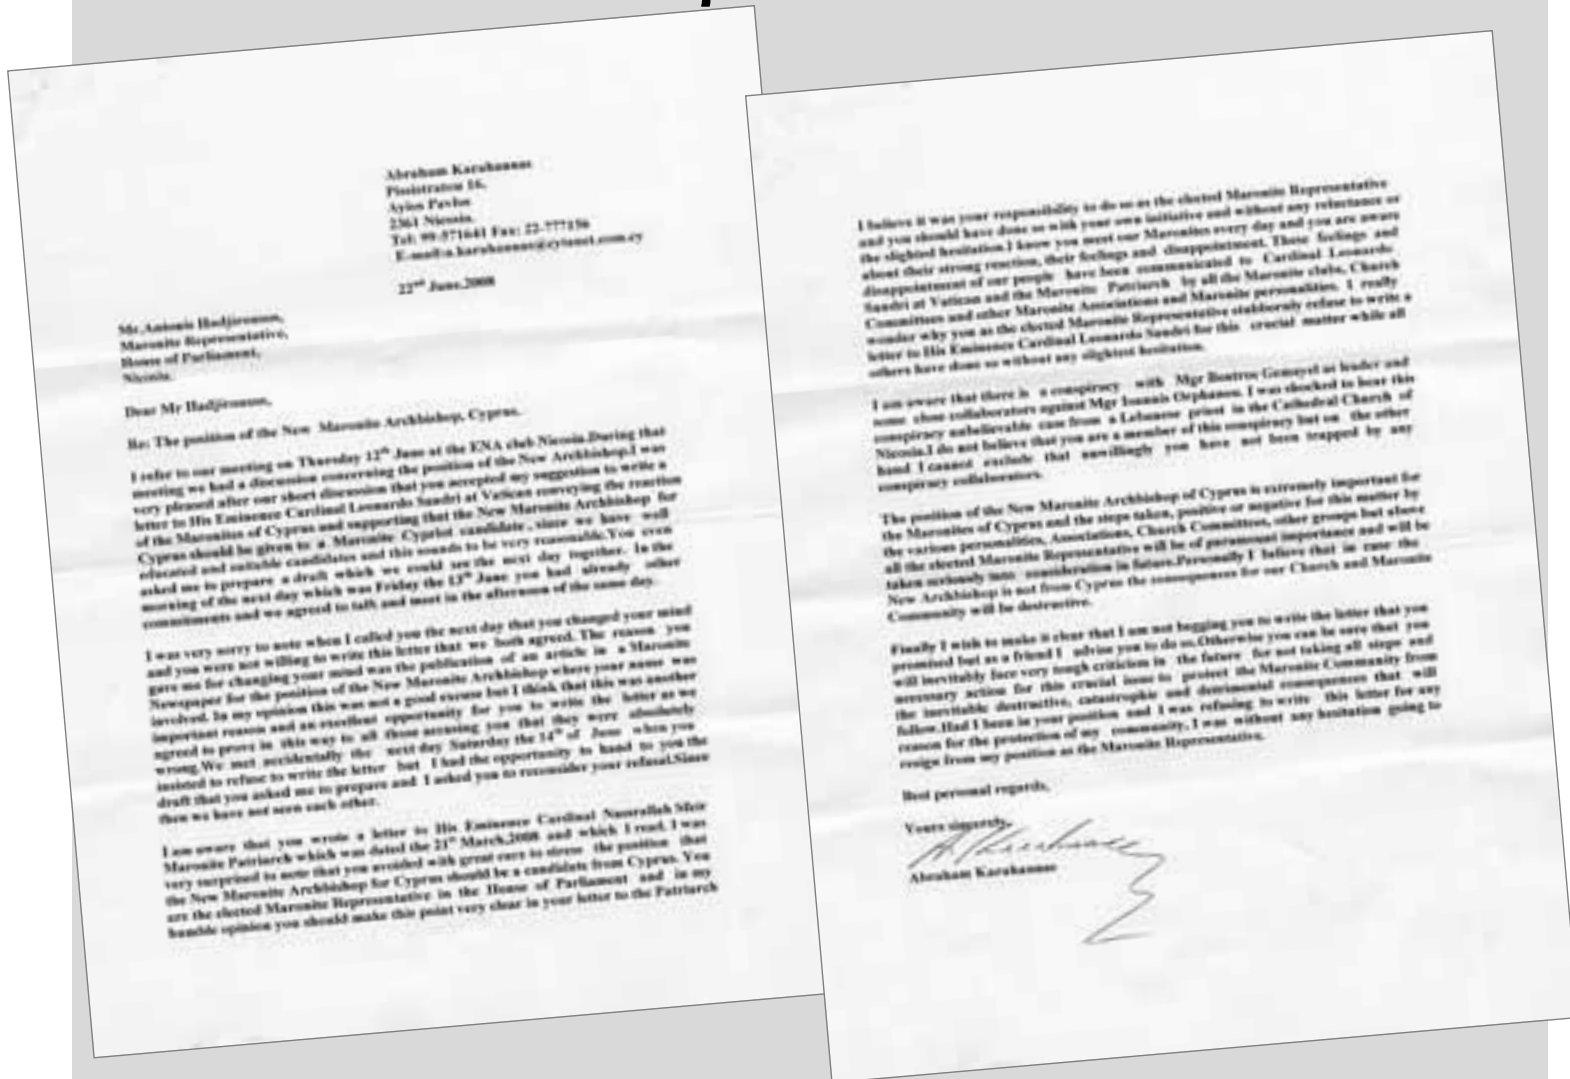 Abraham Karahannas
Pissistratou 16,
Ayios Pavlos
2361 Nicosia.
Tel: 99-571641 Fax: 22-777156
E-mail:a.karahannas@cytanet.com.cy
22nd June,2008
Mr.Antonis Hadjiroussos,
Maronite Representative,
House of Parliament,
Nicosia.
Dear Mr Hadjiroussos,
Re: The position of the New Maronite Archbishop, Cyprus.
I refer to our meeting on Thursday 12th June at the ENA club Nicosia.During that
meeting we had a discussion concerning the position of the New Archbishop.I was
very pleased after our short discussion that you accepted my suggestion to write a
letter to His Eminence Cardinal Leonardo Sandri at Vatican conveying the reaction
of the Maronites of Cyprus and supporting that the New Maronite Archbishop for
Cyprus should be given to a Maronite Cypriot candidate , since we have well
educated and suitable candidates and this sounds to be very reasonable.You even
asked me to prepare a draft which we could see the next day together. In the
morning of the next day which was Friday the 13th June you had already other
commitments and we agreed to talk and meet in the afternoon of the same day.
I was very sorry to note when I called you the next day that you changed your mind
and you were not willing to write this letter that we both agreed. The reason you
gave me for changing your mind was the publication of an article in a Maronite
Newspaper for the position of the New Maronite Archbishop where your name was
involved. In my opinion this was not a good excuse but I think that this was another
important reason and an excellent opportunity for you to write the letter as we
agreed to prove in this way to all those accusing you that they were absolutely
wrong.We met accidentally the next day Saturday the 14th of June when you
insisted to refuse to write the letter but I had the opportunity to hand to you the
draft that you asked me to prepare and I asked you to reconsider your refusal.Since
then we have not seen each other.
I am aware that you wrote a letter to His Eminence Cardinal Nassrallah Sfeir
Maronite Patriarch which was dated the 21st March,2008 and which I read. I was
very surprised to note that you avoided with great care to stress the position that
the New Maronite Archbishop for Cyprus should be a candidate from Cyprus. You
are the elected Maronite Representative in the House of Parliament and in my
humble opinion you should make this point very clear in your letter to the Patriarch
I believe it was your responsibility to do so as the elected Maronite Representative
and you should have done so with your own initiative and without any reluctance or
the slighted hesitation.I know you meet our Maronites every day and you are aware
about their strong reaction, their feelings and disappointment. These feelings and
disappointment of our people have been communicated to Cardinal Leonardo
Sandri at Vatican and the Maronite Patriarch by all the Maronite clubs, Church
Committees and other Maronite Associations and Maronite personalities. I really
wonder why you as the elected Maronite Representative stubbornly refuse to write a
letter to His Eminence Cardinal Leonardo Sandri for this crucial matter while all
others have done so without any slightest hesitation.
I am aware that there is a conspiracy with Mgr Boutros Gemayel as leader and
some close collaborators against Mgr Ioannis Orphanou. I was shocked to hear this
conspiracy unbelievable case from a Lebanese priest in the Cathedral Church of
Nicosia.I do not believe that you are a member of this conspiracy but on the other
hand I cannot exclude that unwillingly you have not been trapped by any
conspiracy collaborators.
The position of the New Maronite Archbishop of Cyprus is extremely important for
the Maronites of Cyprus and the steps taken, positive or negative for this matter by
the various personalities, Associations, Church Committees, other groups but above
all the elected Maronite Representative will be of paramount importance and will be
taken seriously into consideration in future.Personally I believe that in case the
New Archbishop is not from Cyprus the consequences for our Church and Maronite
Community will be destructive.
Finally I wish to make it clear that I am not begging you to write the letter that you
promised but as a friend I advise you to do so.Otherwise you can be sure that you
will inevitably face very tough criticism in the future for not taking all steps and
necessary action for this crucial issue to protect the Maronite Community from
the inevitable destructive, catastrophic and detrimental consequences that will
follow.Had I been in your position and I was refusing to write this letter for any
reason for the protection of my community, I was without any hesitation going to
resign from my position as the Maronite Representative.
Best personal regards,
Yours sincerely,
Abraham Karahannas